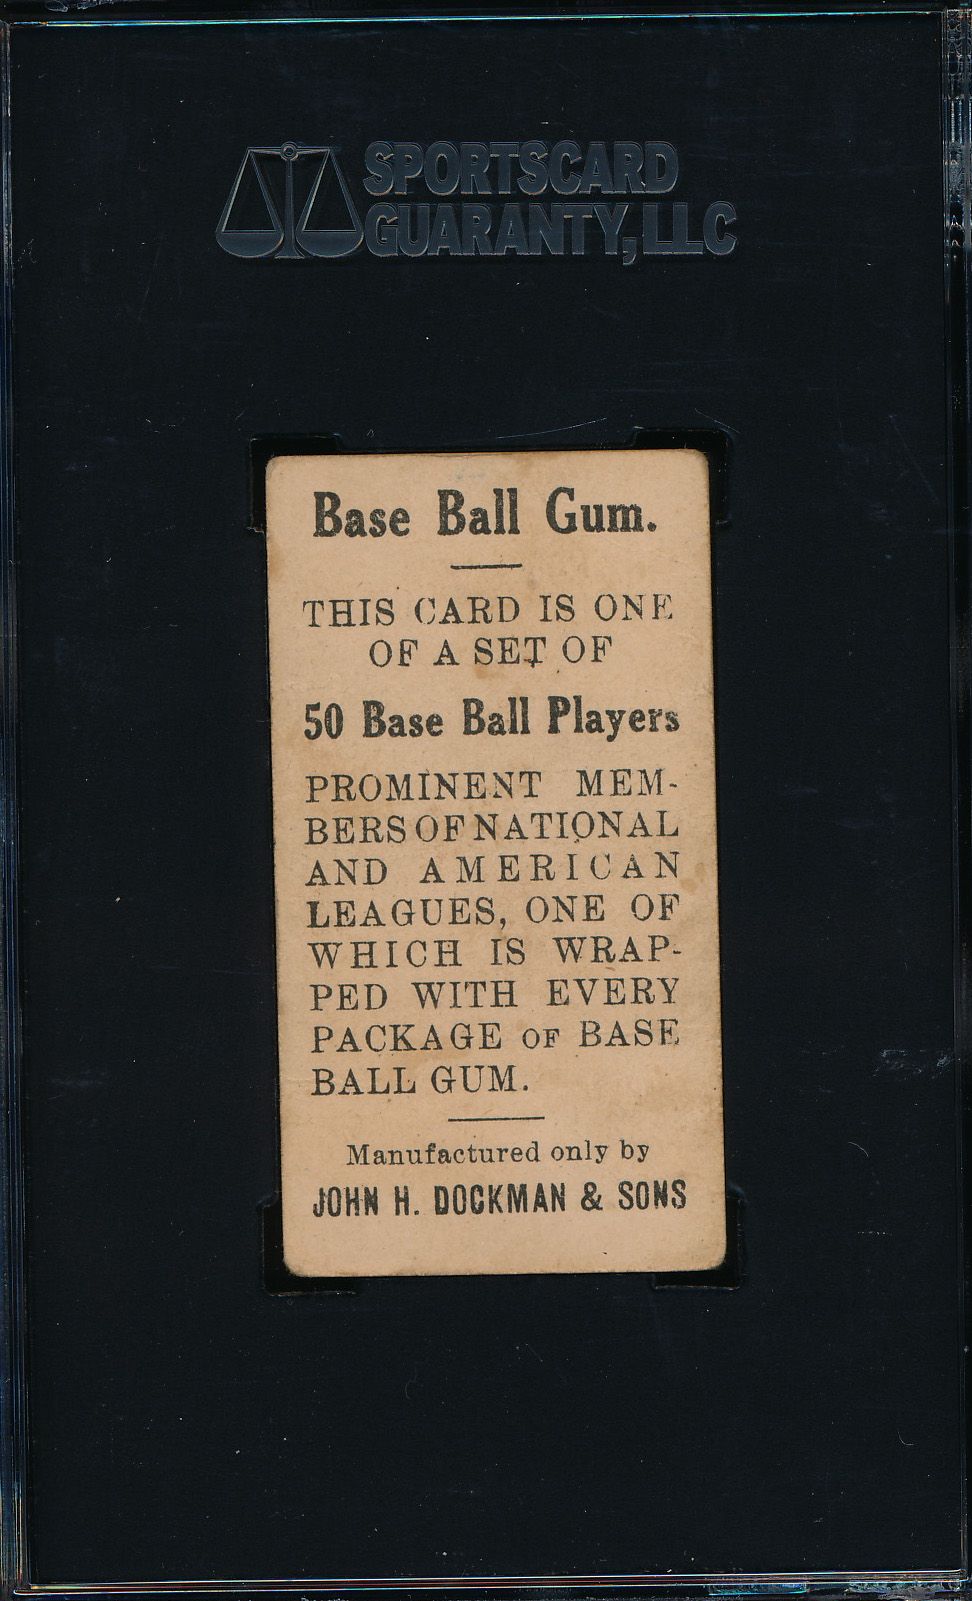 SPORTSCARD
GUARANTY, LLC
Base Ball Gum.
THIS CARD IS ONE
OF A SET OF
50 Base Ball Players
PROMINENT MEM-
BERS OF NATIONAL
AND AMERICAN
LEAGUES, ONE OF
WHICH IS WRAP-
PED WITH EVERY
PACKAGE OF BASE
BALL GUM.
Manufactured only by
JOHN H. DOCKMAN & SONS